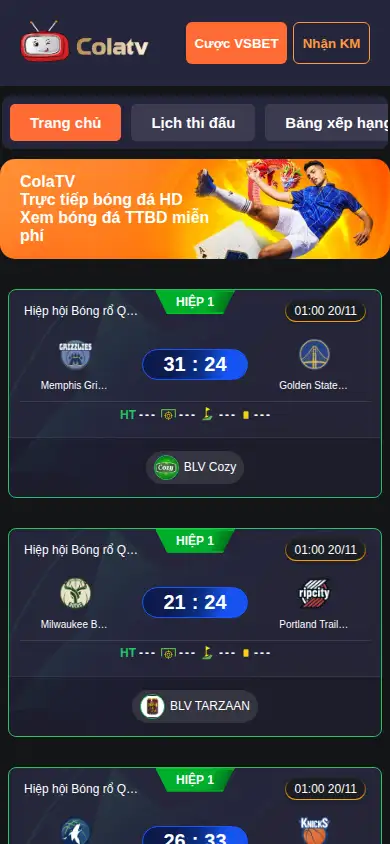 Colatv
Cược VSBET
Nhận KM
Trang chủ
Lịch thi đấu
Bảng xếp hạng
ColaTV
Trực tiếp bóng đá HD
Xem bóng đá TTBD miễn
phí
HIỆP 1
Hiệp hội Bóng rổ Q...
01:00 20/11
GRIZZLIES
Memphis Gri...
31 : 24
Golden State...
HT --- --- --- ---
Cozy
BLV Cozy
HIỆP 1
Hiệp hội Bóng rổ Q...
01:00 20/11
Milwaukee B...
21 : 24
ripcity
Portland Trail...
HT --- --- --- ---
BLV TARZAAN
HIỆP 1
Hiệp hội Bóng rổ Q...
01:00 20/11
26 : 33
KNICKS